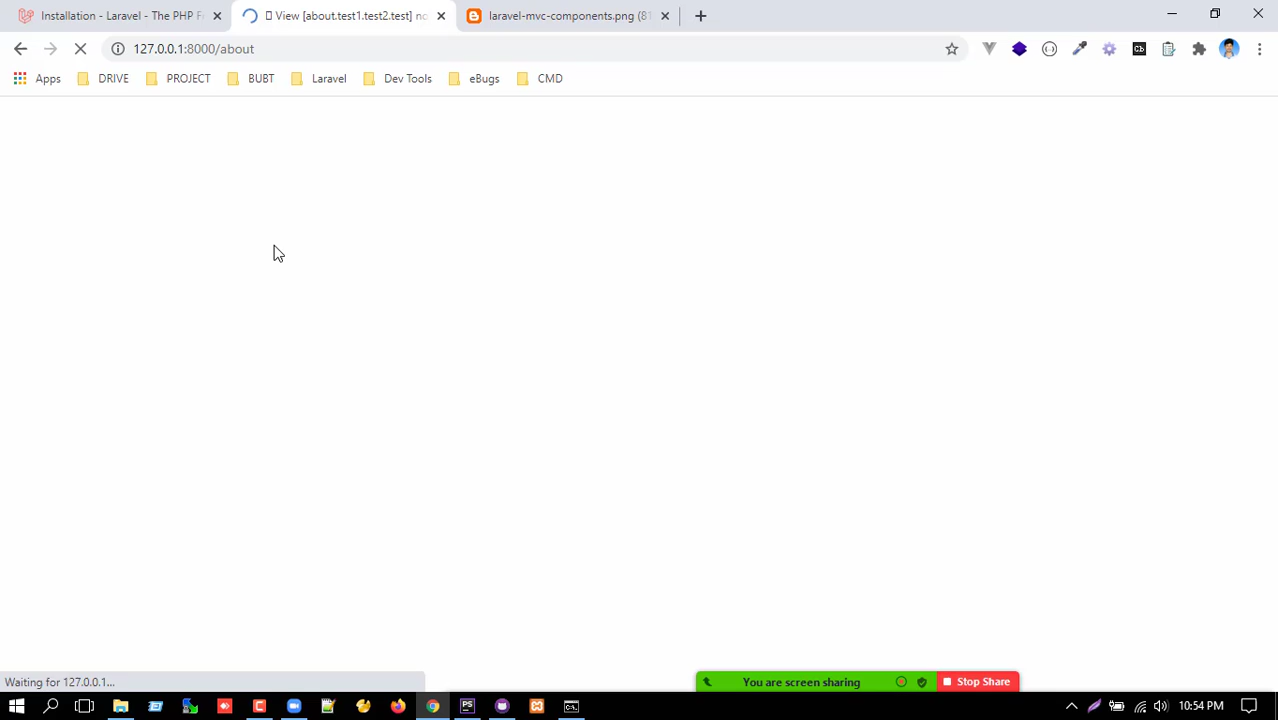 Installation - Laravel - The PHP F
View [about.test1.test2.test] no
laravel-mvc-components.png (81
127.0.0.1:8000/about
Apps
DRIVE
PROJECT
BUBT
Laravel
Dev Tools
eBugs
CMD
Waiting for 127.0.0.1...
You are screen sharing
Stop Share
10:54 PM